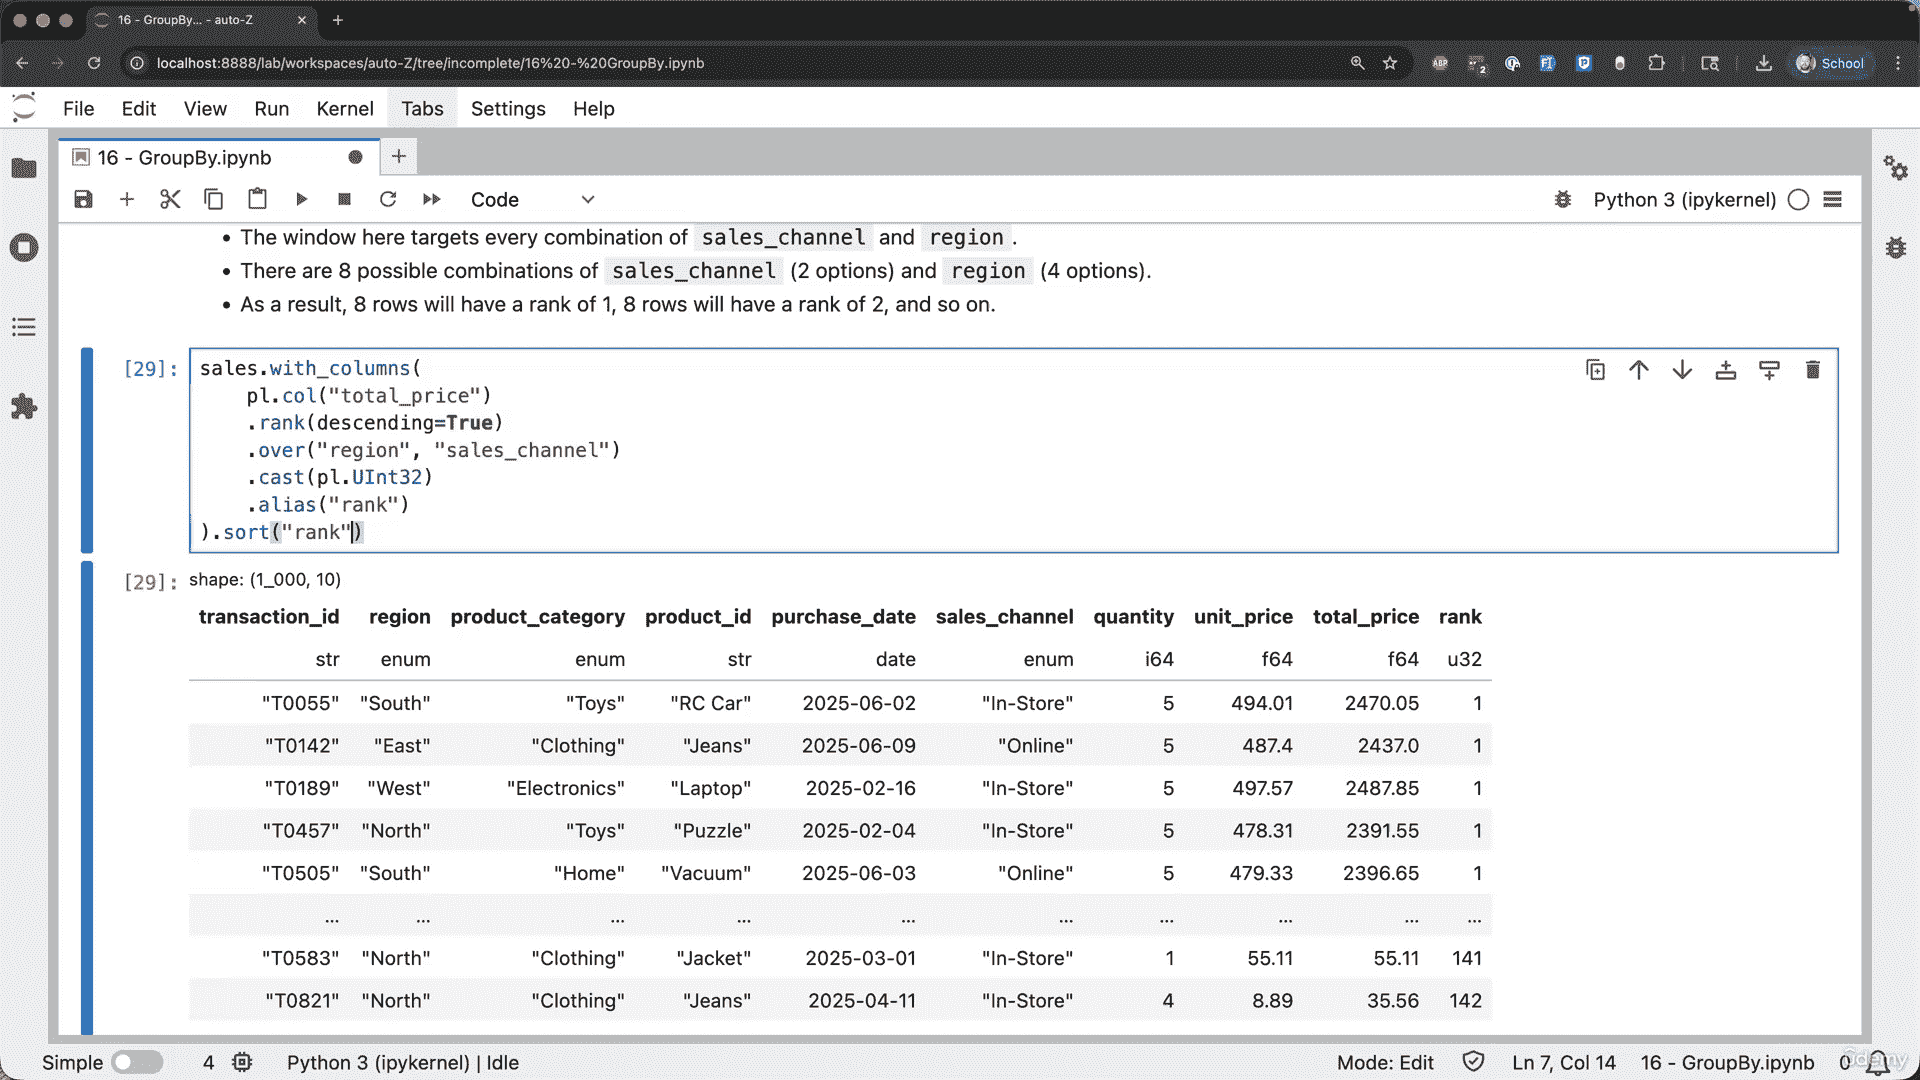 16 - GroupBy... - auto-Z
localhost:8888/lab/workspaces/auto-Z/tree/incomplete/16%20-%20GroupBy.ipynb
ABP
2
School
File Edit View Run Kernel Tabs Settings Help
16 - GroupBy.ipynb
Code
Python 3 (ipykernel)
• The window here targets every combination of sales_channel and region .
• There are 8 possible combinations of sales_channel (2 options) and region (4 options).
• As a result, 8 rows will have a rank of 1, 8 rows will have a rank of 2, and so on.
[29]:
sales.with_columns(
pl.col("total_price")
.rank(descending=True)
.over("region", "sales_channel")
.cast(pl.UInt32)
.alias("rank")
).sort("rank")
[29]: shape: (1_000, 10)
transaction_id region product_category product_id purchase_date sales_channel quantity unit_price total_price rank
str enum enum str date enum i64 f64 f64 u32
"T0055" "South" "Toys" "RC Car" 2025-06-02 "In-Store" 5 494.01 2470.05 1
"T0142" "East" "Clothing" "Jeans" 2025-06-09 "Online" 5 487.4 2437.0 1
"T0189" "West" "Electronics" "Laptop" 2025-02-16 "In-Store" 5 497.57 2487.85 1
"T0457" "North" "Toys" "Puzzle" 2025-02-04 "In-Store" 5 478.31 2391.55 1
"T0505" "South" "Home" "Vacuum" 2025-06-03 "Online" 5 479.33 2396.65 1
... ... ... ... ... ... ... ... ... ...
"T0583" "North" "Clothing" "Jacket" 2025-03-01 "In-Store" 1 55.11 55.11 141
"T0821" "North" "Clothing" "Jeans" 2025-04-11 "In-Store" 4 8.89 35.56 142
Simple 4 Python 3 (ipykernel) | Idle Mode: Edit Ln 7, Col 14 16 - GroupBy.ipynb 0
Udemy